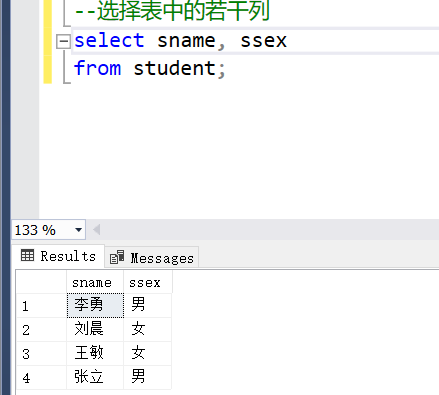 --选择表中的若干列
select sname, ssex
from student;
133 %
Results Messages
sname ssex
1 李勇 男
2 刘晨 女
3 王敏 女
4 张立 男